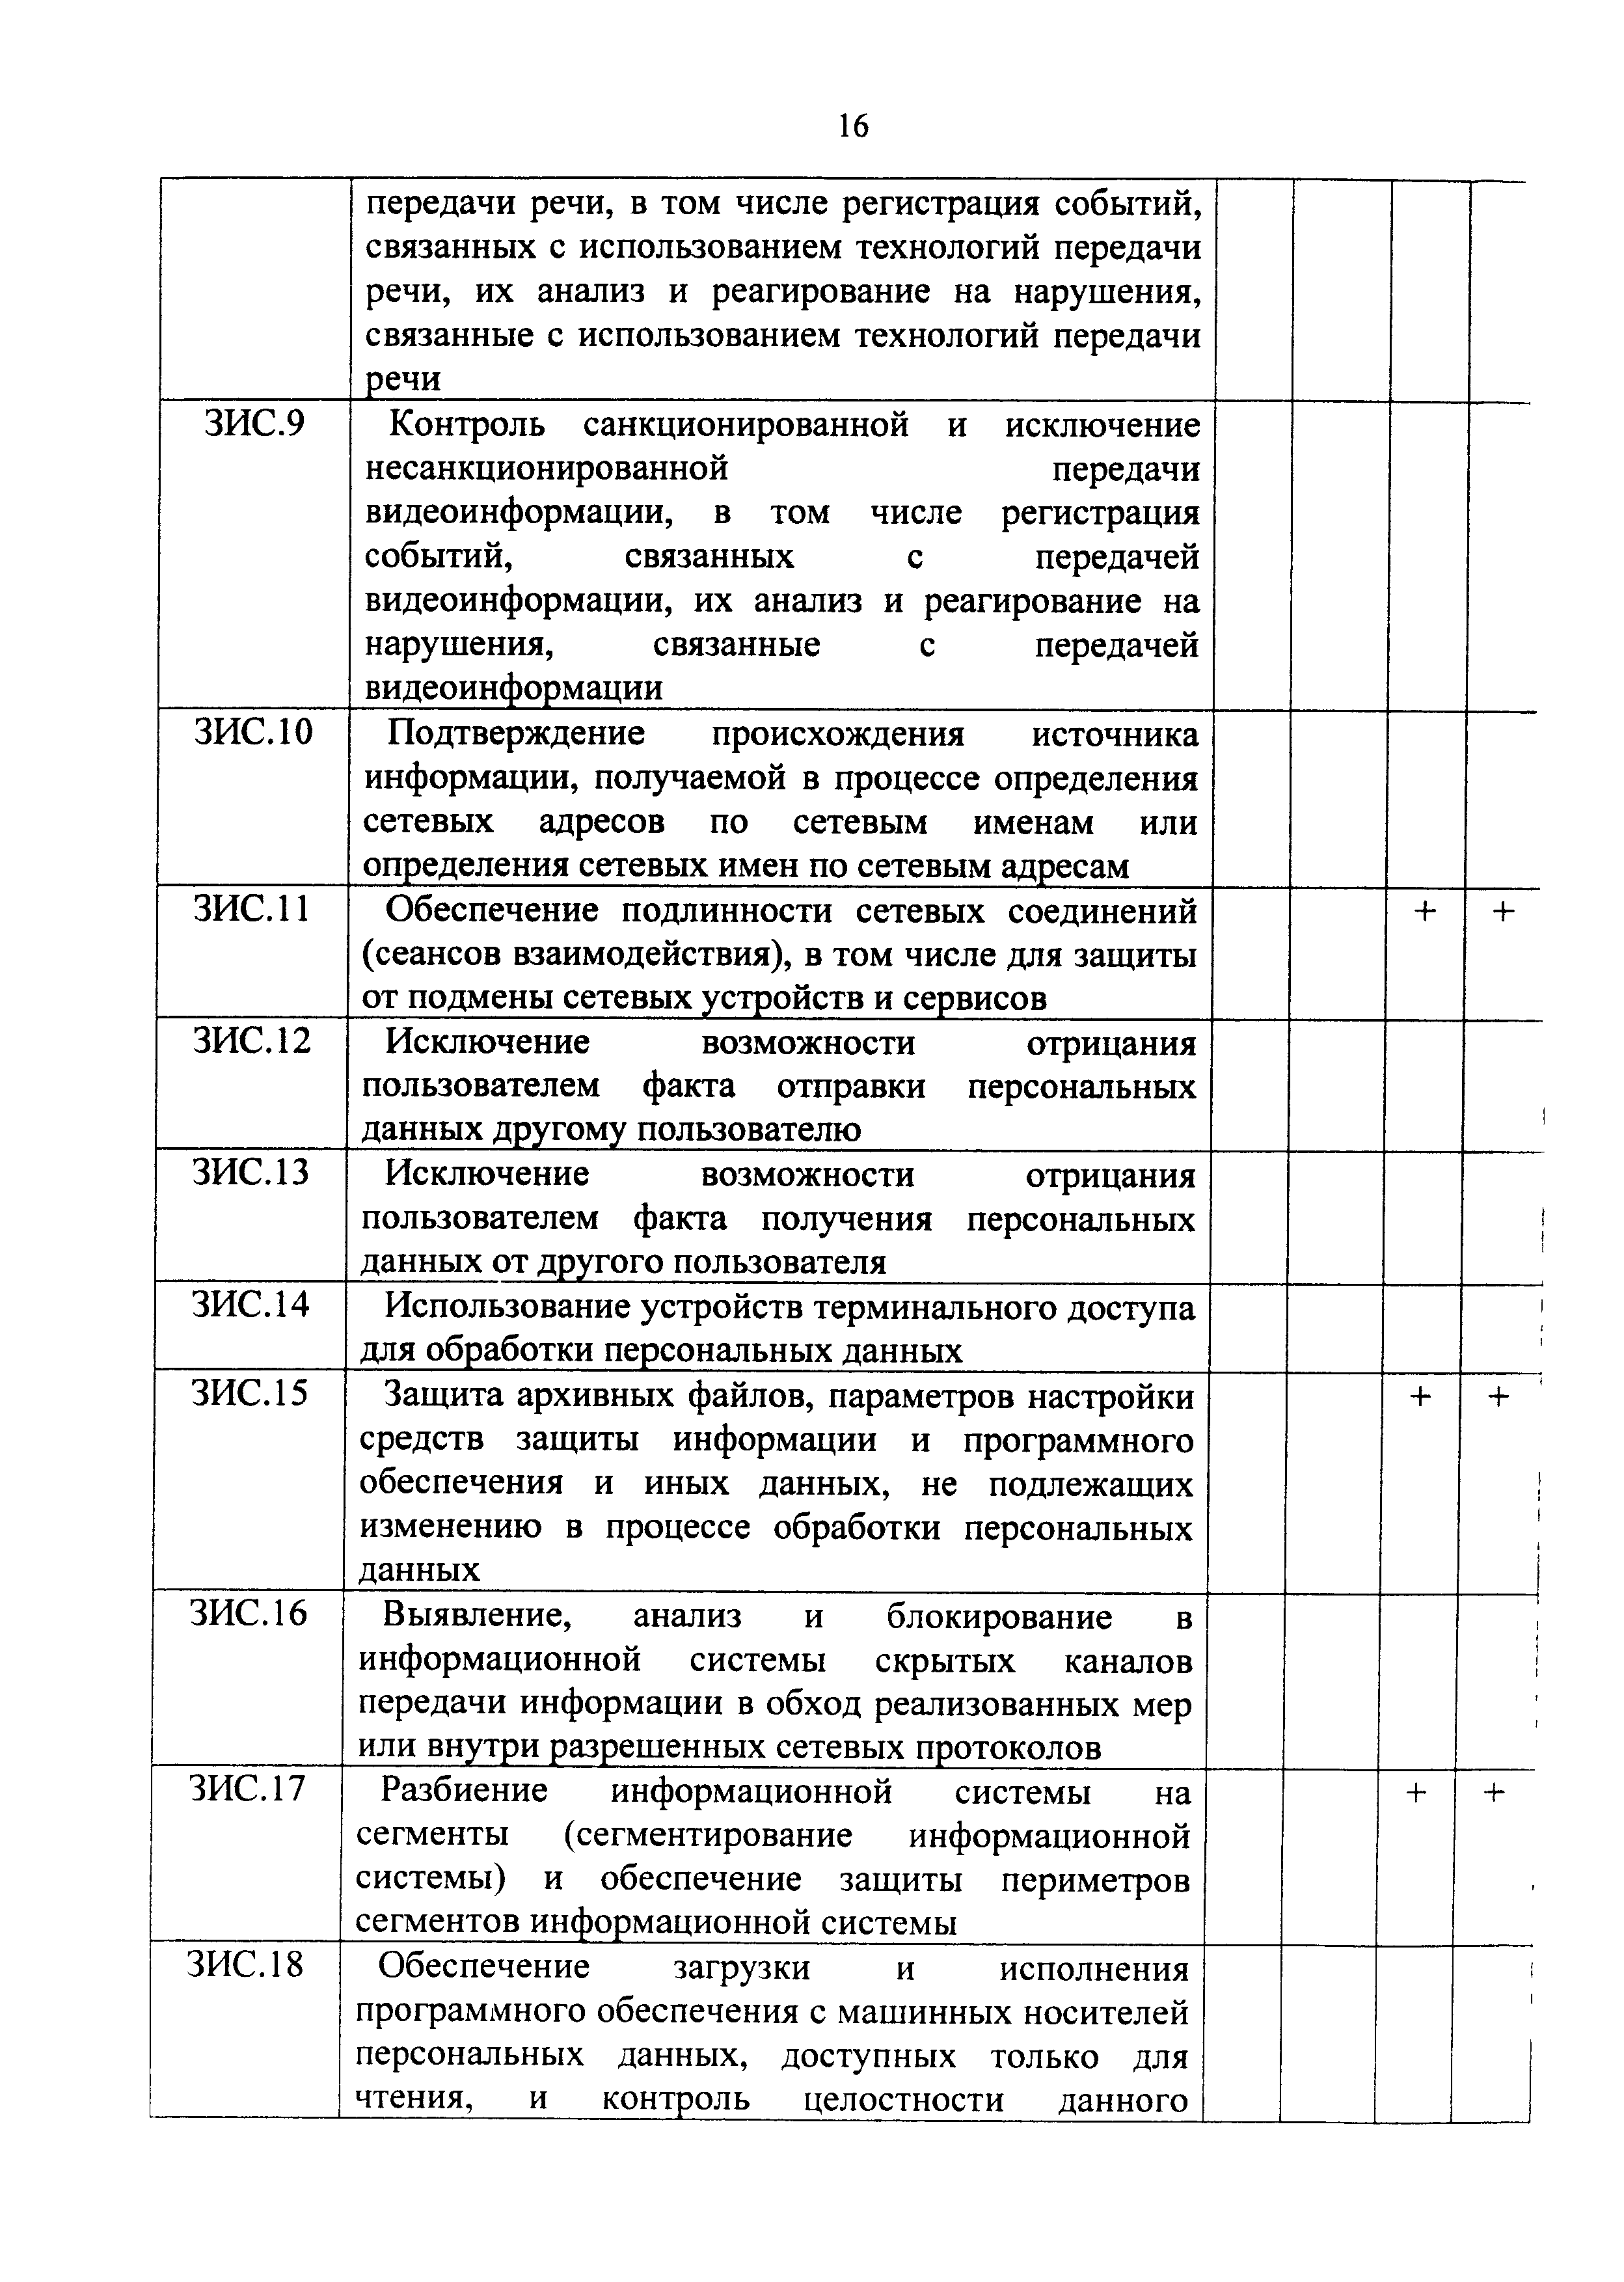 16
передачи речи, в том числе регистрация событий,
связанных с использованием технологий передачи
речи, их анализ и реагирование на нарушения,
связанные с использованием технологий передачи
речи
ЗИС.9 Контроль санкционированной и исключение
несанкционированной передачи
видеоинформации, в том числе регистрация
событий, связанных с передачей
видеоинформации, их анализ и реагирование на
нарушения, связанные с передачей
видеоинформации
ЗИС.10 Подтверждение происхождения источника
информации, получаемой в процессе определения
сетевых адресов по сетевым именам или
определения сетевых имен по сетевым адресам
ЗИС.11 Обеспечение подлинности сетевых соединений + +
(сеансов взаимодействия), в том числе для защиты
от подмены сетевых устройств и сервисов
ЗИС.12 Исключение возможности отрицания
пользователем факта отправки персональных
данных другому пользователю
ЗИС.13 Исключение возможности отрицания
пользователем факта получения персональных
данных от другого пользователя
ЗИС.14 Использование устройств терминального доступа
для обработки персональных данных
ЗИС.15 Защита архивных файлов, параметров настройки + +
средств защиты информации и программного
обеспечения и иных данных, не подлежащих
изменению в процессе обработки персональных
данных
ЗИС.16 Выявление, анализ и блокирование в
информационной системы скрытых каналов
передачи информации в обход реализованных мер
или внутри разрешенных сетевых протоколов
ЗИС.17 Разбиение информационной системы на + +
сегменты (сегментирование информационной
системы) и обеспечение защиты периметров
сегментов информационной системы
ЗИС.18 Обеспечение загрузки и исполнения
программного обеспечения с машинных носителей
персональных данных, доступных только для
чтения, и контроль целостности данного